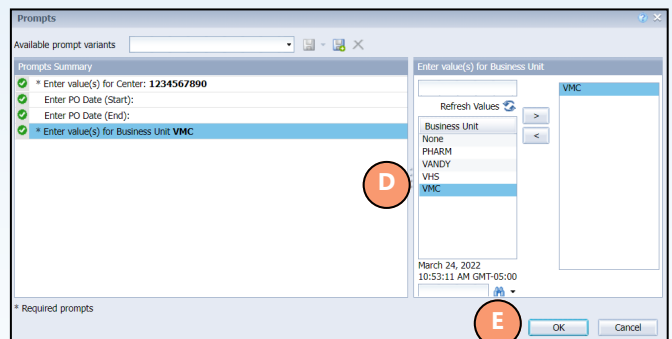 Prompts
Available prompt variants
Prompts Summary
* Enter value(s) for Center: 1234567890
Enter PO Date (Start):
Enter PO Date (End):
* Enter value(s) for Business Unit VMC
Enter value(s) for Business Unit
Refresh Values
Business Unit
None
PHARM
VANDY
VHS
VMC
>
<
VMC
D
March 24, 2022
10:53:11 AM GMT-05:00
* Required prompts
E
OK
Cancel